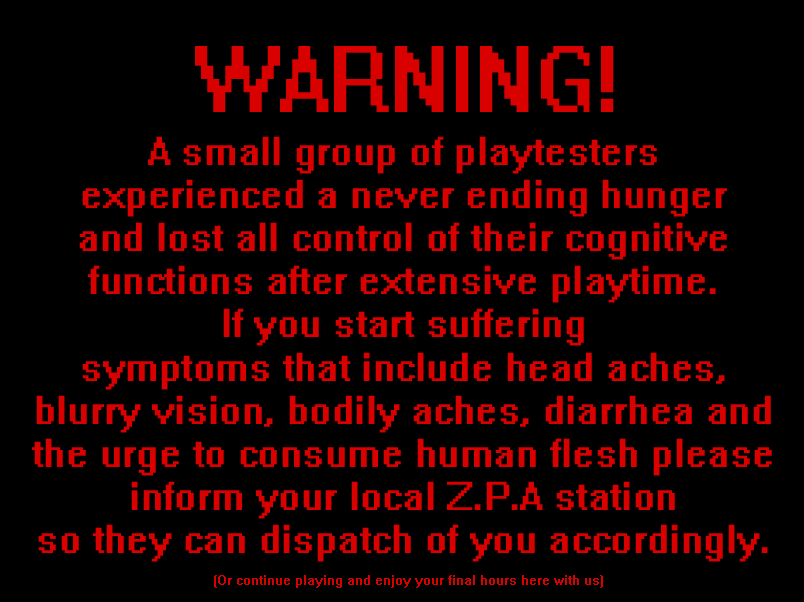 WARNING!
A small group of playtesters
experienced a never ending hunger
and lost all control of their cognitive
functions after extensive playtime.
If you start suffering
symptoms that include head aches,
blurry vision, bodily aches, diarrhea and
the urge to consume human flesh please
inform your local Z.P.A station
so they can dispatch of you accordingly.
(Or continue playing and enjoy your final hours here with us)